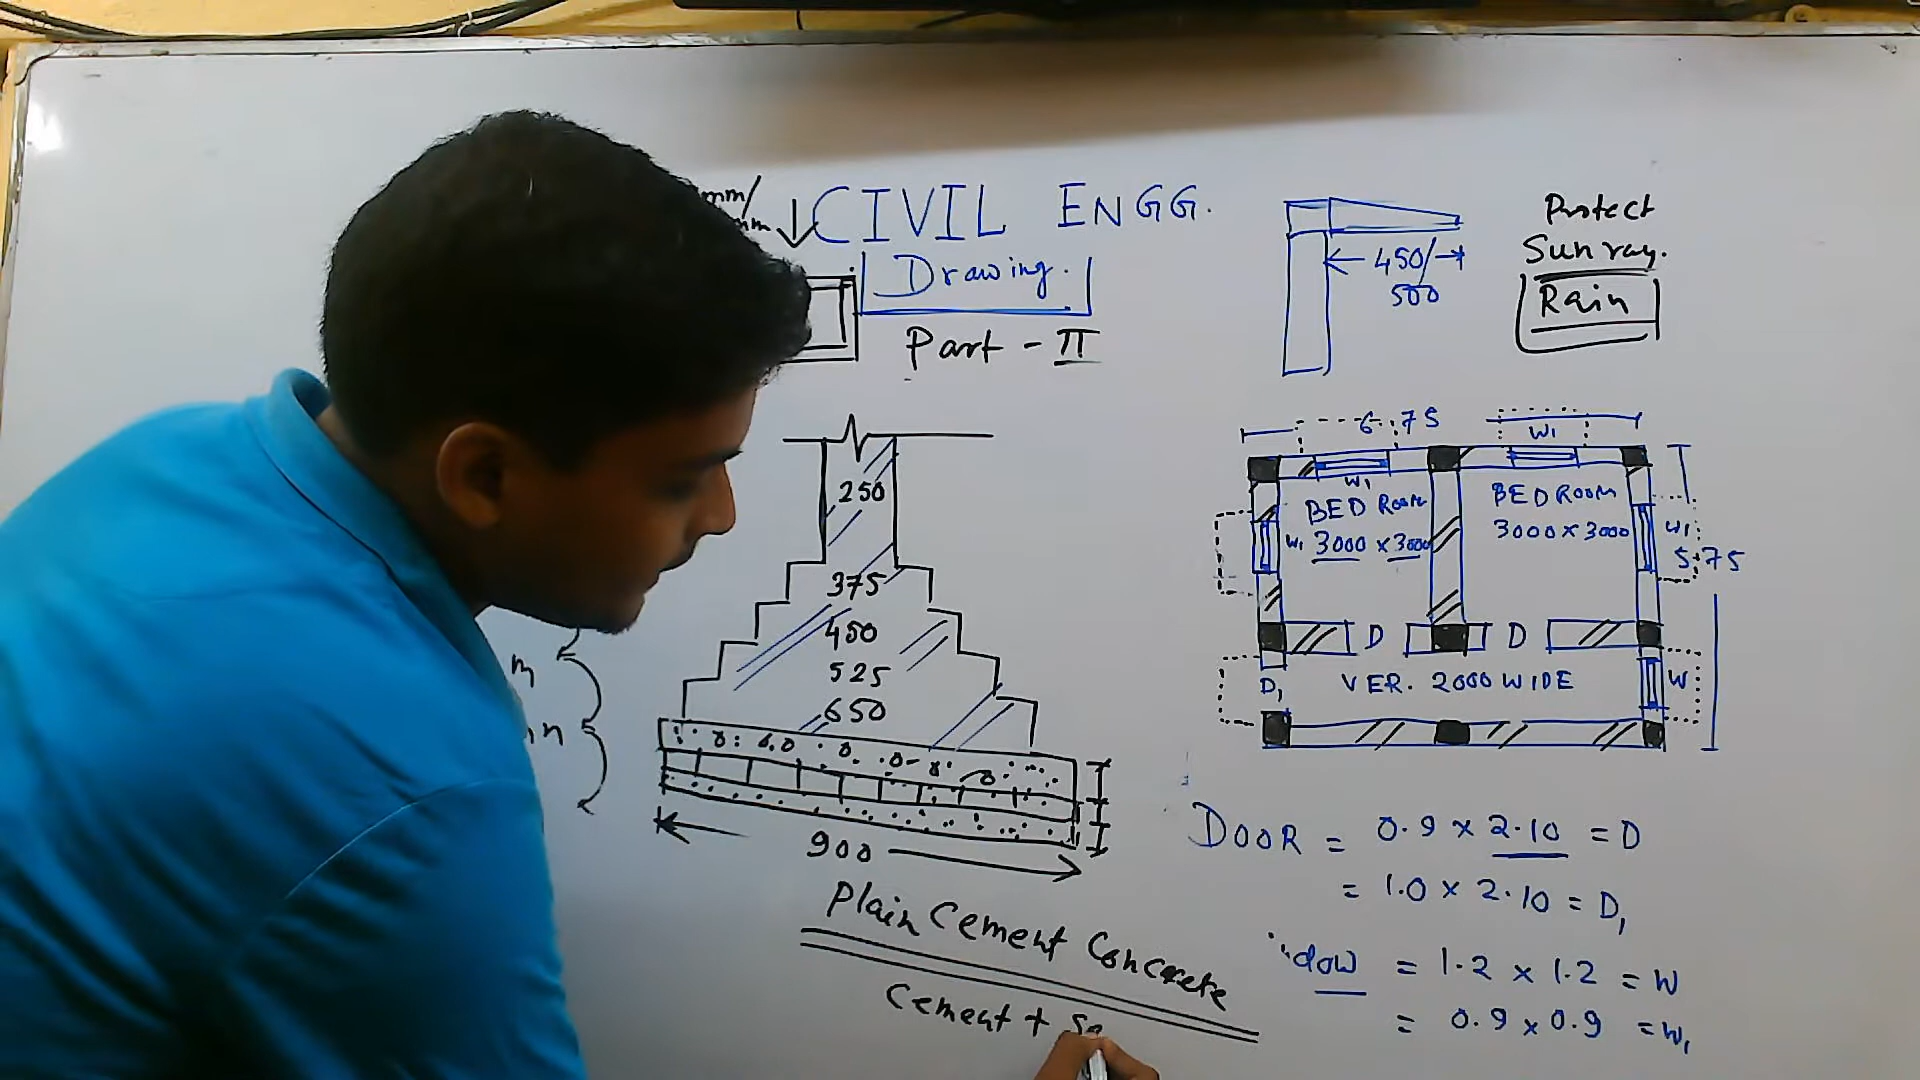 mm/
mm
CIVIL ENGG.
Drawing.
Part - II
450/
500
Protect
Sun ray.
Rain
250
375
450
525
650
900
Plain Cement Concrete
Cement +
6.75
W1
W1
BED ROOM
3000 x 3000
W1
BED ROOM
3000 x 3000
W1
5.75
D
D
D1
VER. 2000 WIDE
W
DOOR = 0.9 x 2.10 = D
= 1.0 x 2.10 = D1
dow = 1.2 x 1.2 = W
= 0.9 x 0.9 = W1